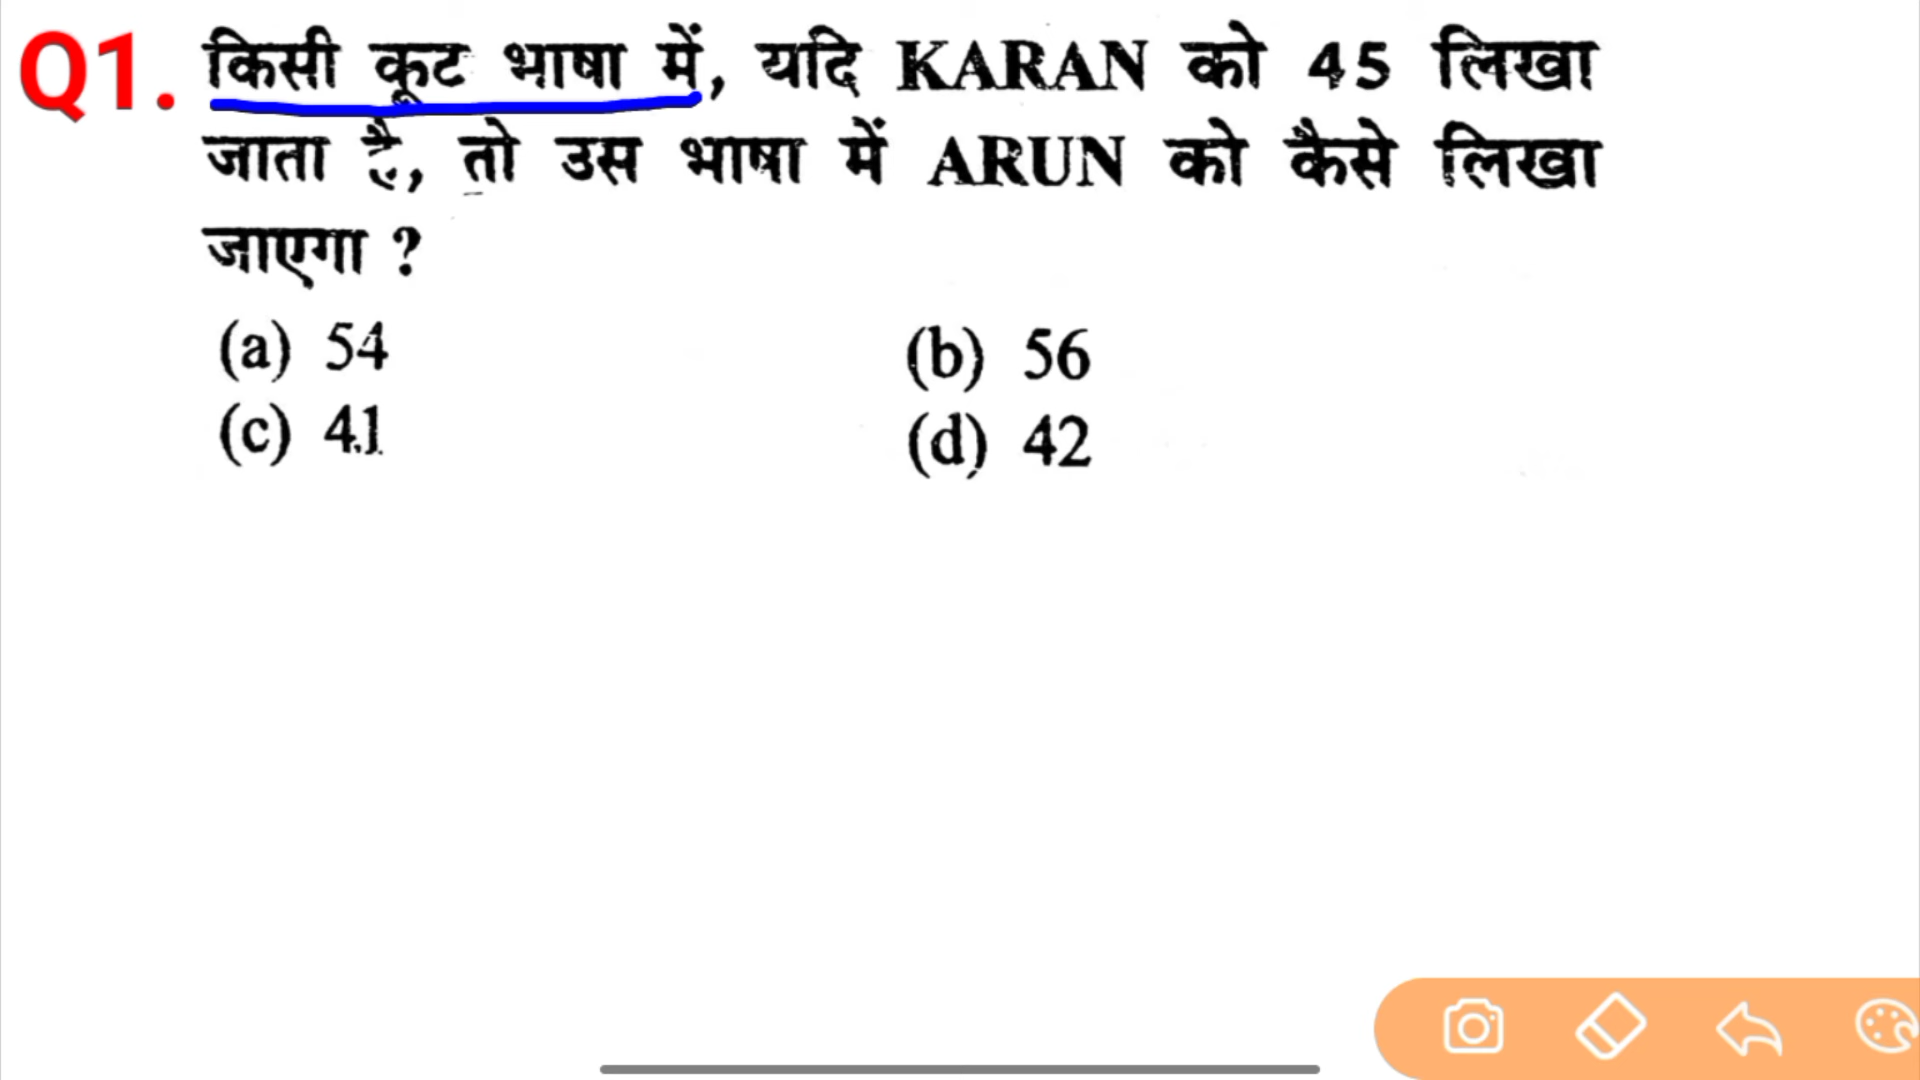 Q1. किसी कूट भाषा में, यदि KARAN को 45 लिखा
जाता है, तो उस भाषा में ARUN को कैसे लिखा
जाएगा ?
(a) 54 (b) 56
(c) 41 (d) 42